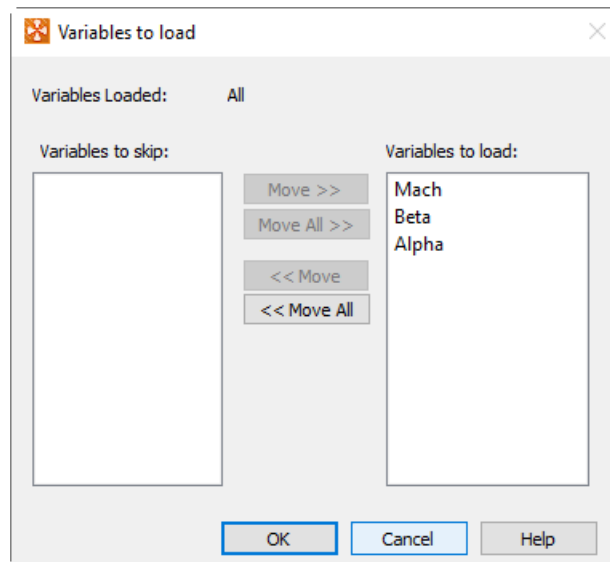 Variables to load
Variables Loaded: All
Variables to skip:
Variables to load:
Move >>
Move All >>
<< Move
<< Move All
Mach
Beta
Alpha
OK
Cancel
Help